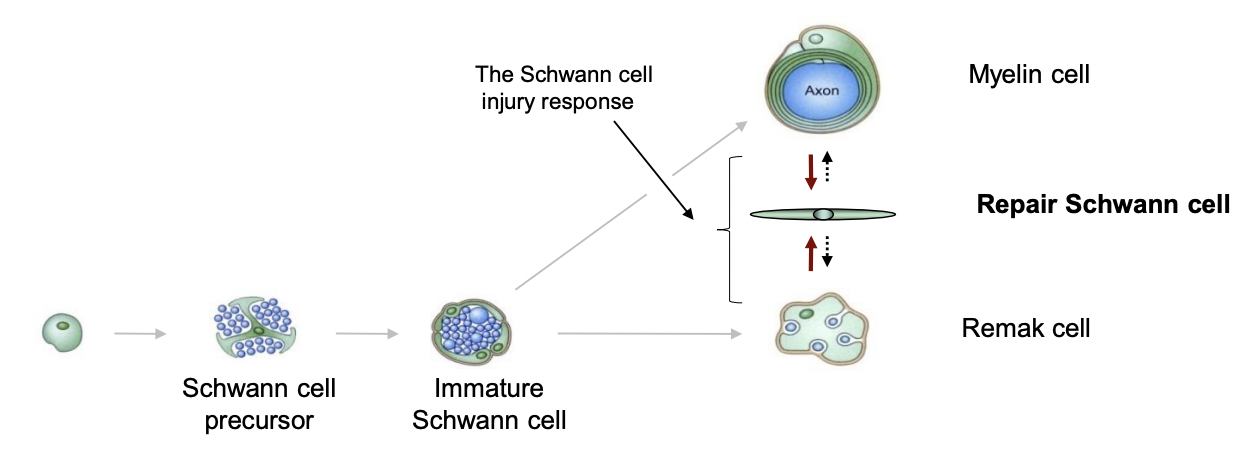 The Schwann cell
injury response
Axon
Myelin cell
Repair Schwann cell
Remak cell
Schwann cell
precursor
Immature
Schwann cell